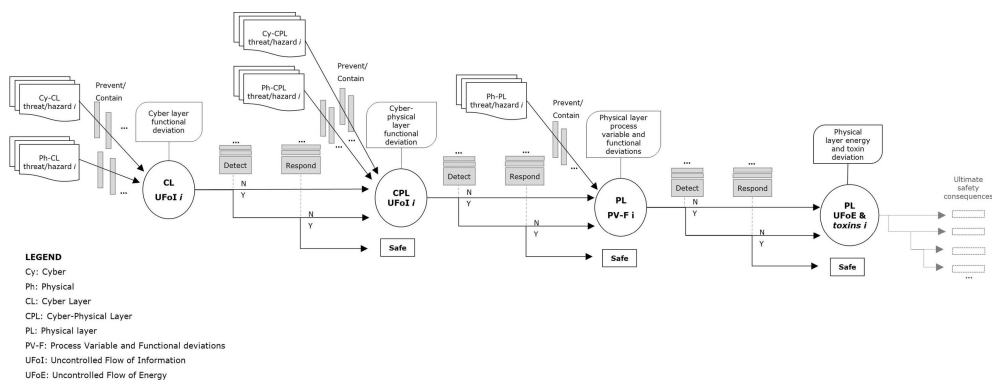 Cy-CL
threat/hazard i
Ph-CL
threat/hazard i
Prevent/
Contain
...
...
Cyber layer
functional
deviation
CL
UFoI i
...
Detect
...
Respond
N
Y
N
Y
Safe
Cy-CPL
threat/hazard i
Ph-CPL
threat/hazard i
Prevent/
Contain
...
...
Cyber-
physical
layer
functional
deviation
CPL
UFoI i
...
Detect
...
Respond
N
Y
N
Y
Safe
Ph-PL
threat/hazard i
Prevent/
Contain
...
Physical layer
process
variable and
functional
deviations
PL
PV-F i
...
Detect
...
Respond
N
Y
N
Y
Safe
Physical
layer energy
and toxin
deviation
PL
UFoE &
toxins i
Ultimate
safety
consequences
...
LEGEND
Cy: Cyber
Ph: Physical
CL: Cyber Layer
CPL: Cyber-Physical Layer
PL: Physical layer
PV-F: Process Variable and Functional deviations
UFoI: Uncontrolled Flow of Information
UFoE: Uncontrolled Flow of Energy